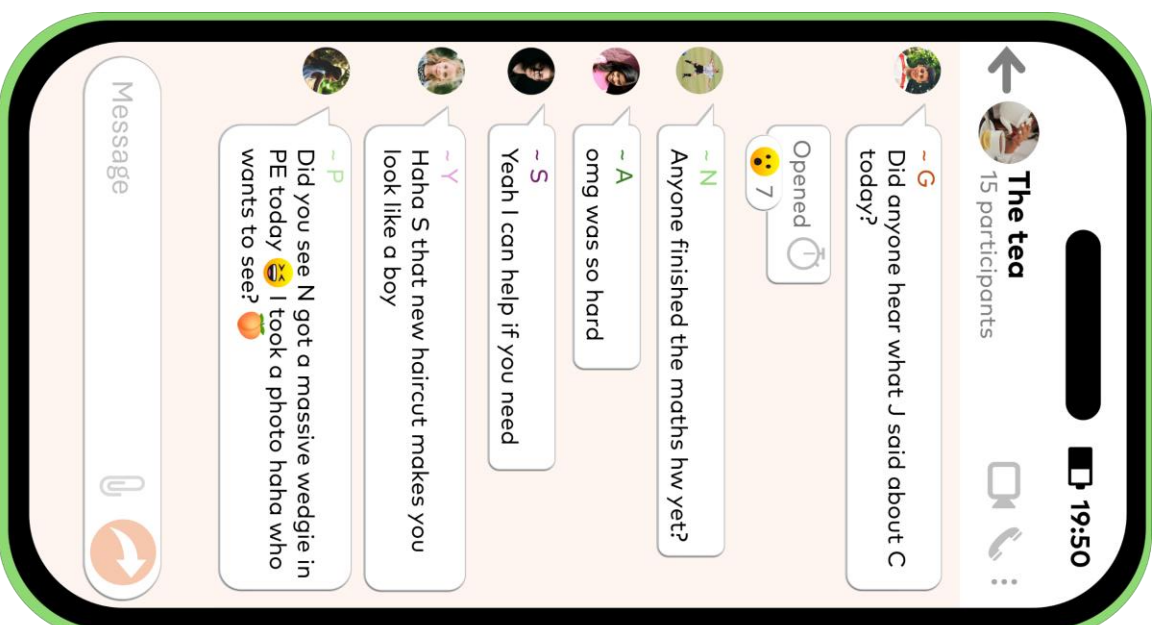 19:50
The tea
15 participants
~ G
Did anyone hear what J said about C
today?
Opened
😮 7
~ N
Anyone finished the maths hw yet?
~ A
omg was so hard
~ S
Yeah I can help if you need
~ Y
Haha S that new haircut makes you
look like a boy
~ P
Did you see N got a massive wedgie in
PE today 😆 I took a photo haha who
wants to see? 🍑
Message